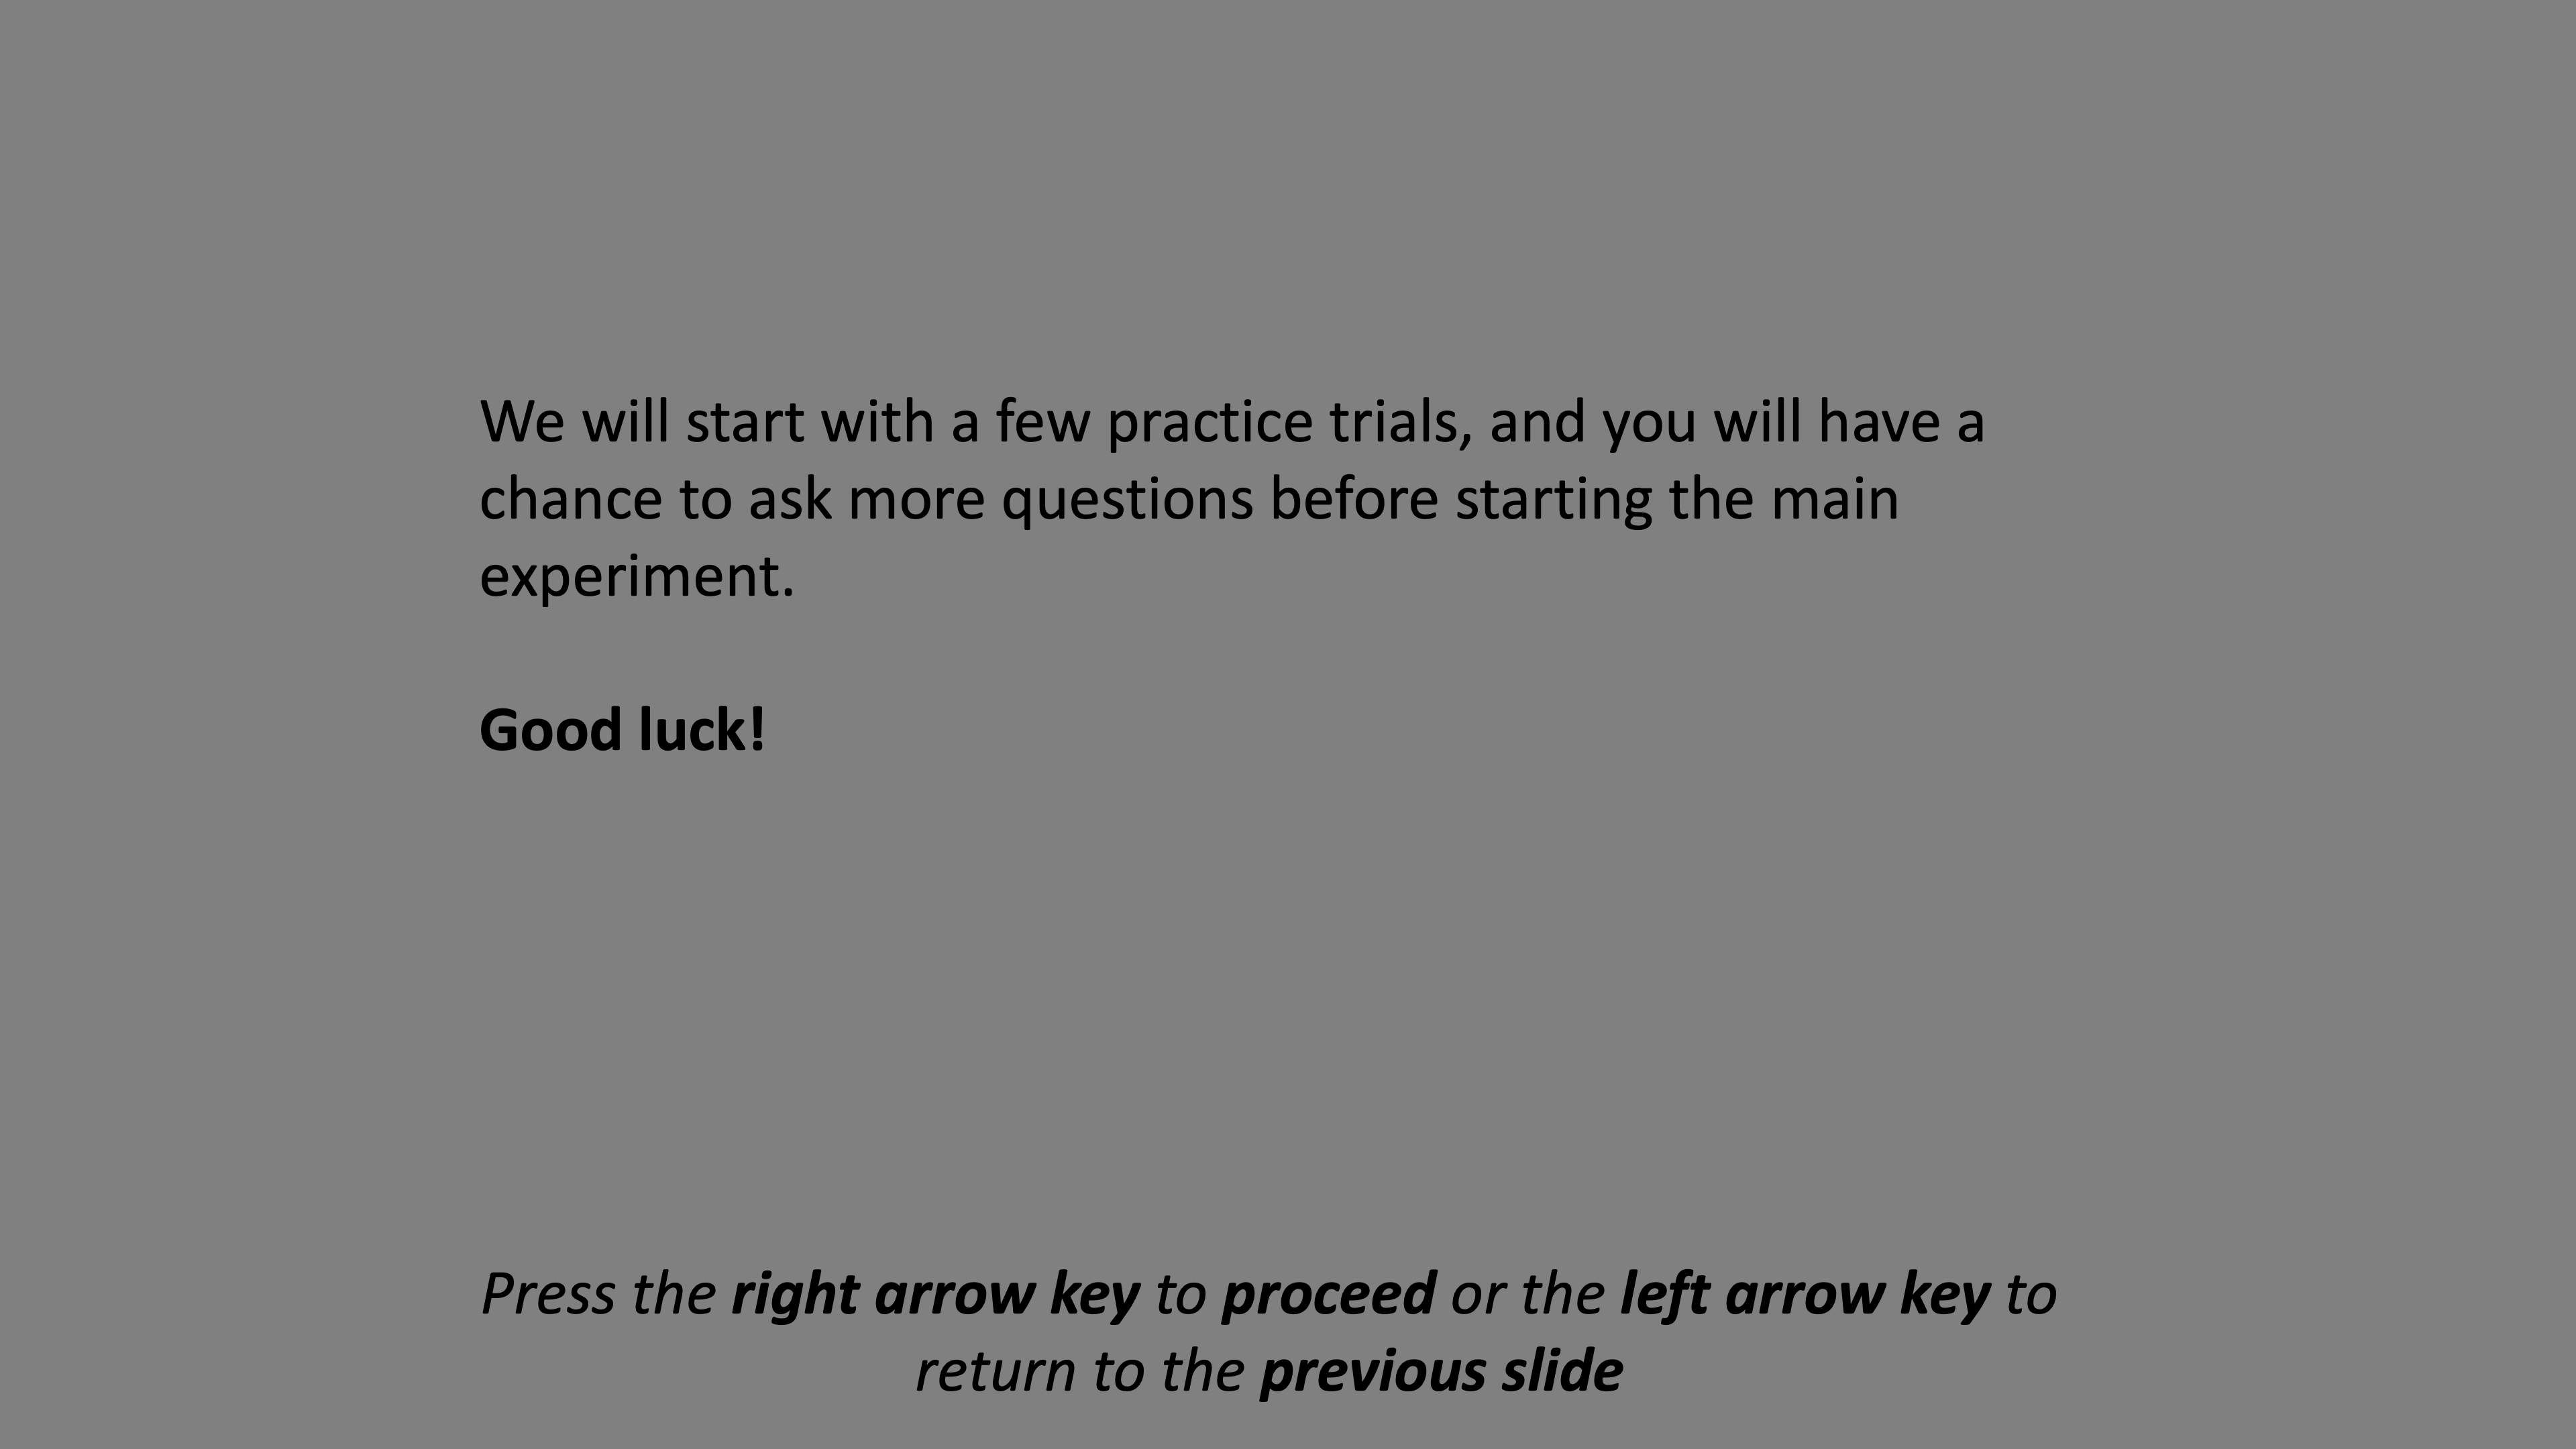 We will start with a few practice trials, and you will have a
chance to ask more questions before starting the main
experiment.
Good luck!
Press the right arrow key to proceed or the left arrow key to
return to the previous slide